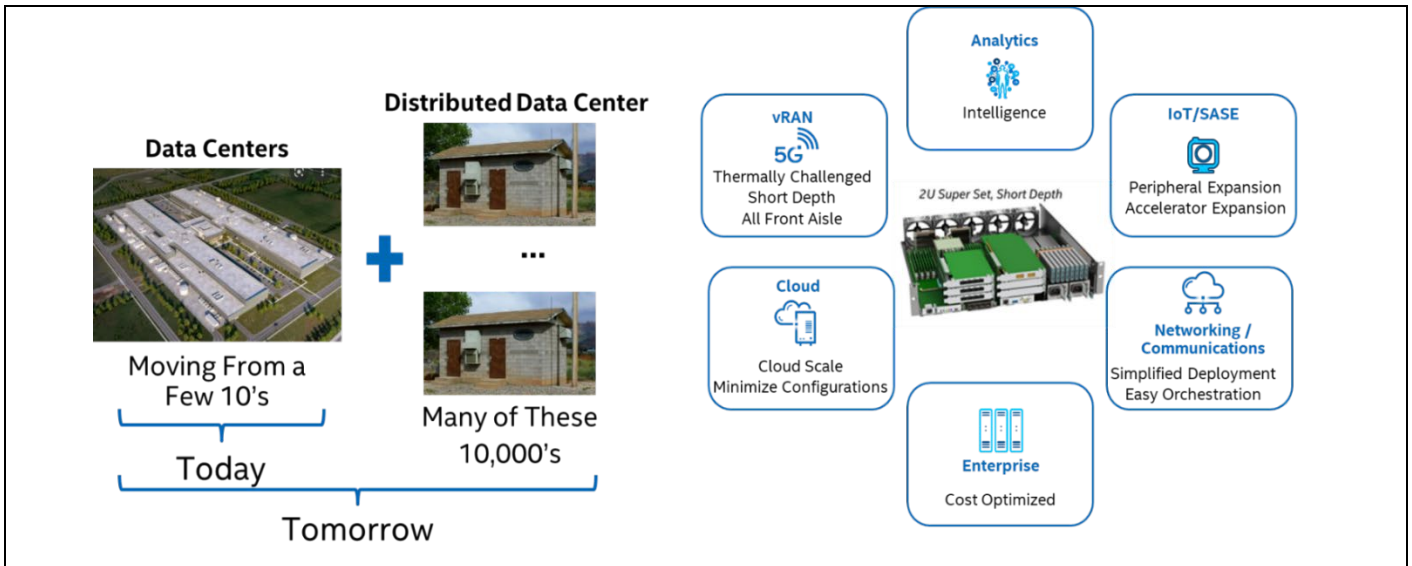 Data Centers
Distributed Data Center
...
Moving From a
Few 10's
Many of These
10,000's
Today
Tomorrow
Analytics
Intelligence
vRAN
5G
Thermally Challenged
Short Depth
All Front Aisle
IoT/SASE
Peripheral Expansion
Accelerator Expansion
2U Super Set, Short Depth
Cloud
Cloud Scale
Minimize Configurations
Networking /
Communications
Simplified Deployment
Easy Orchestration
Enterprise
Cost Optimized